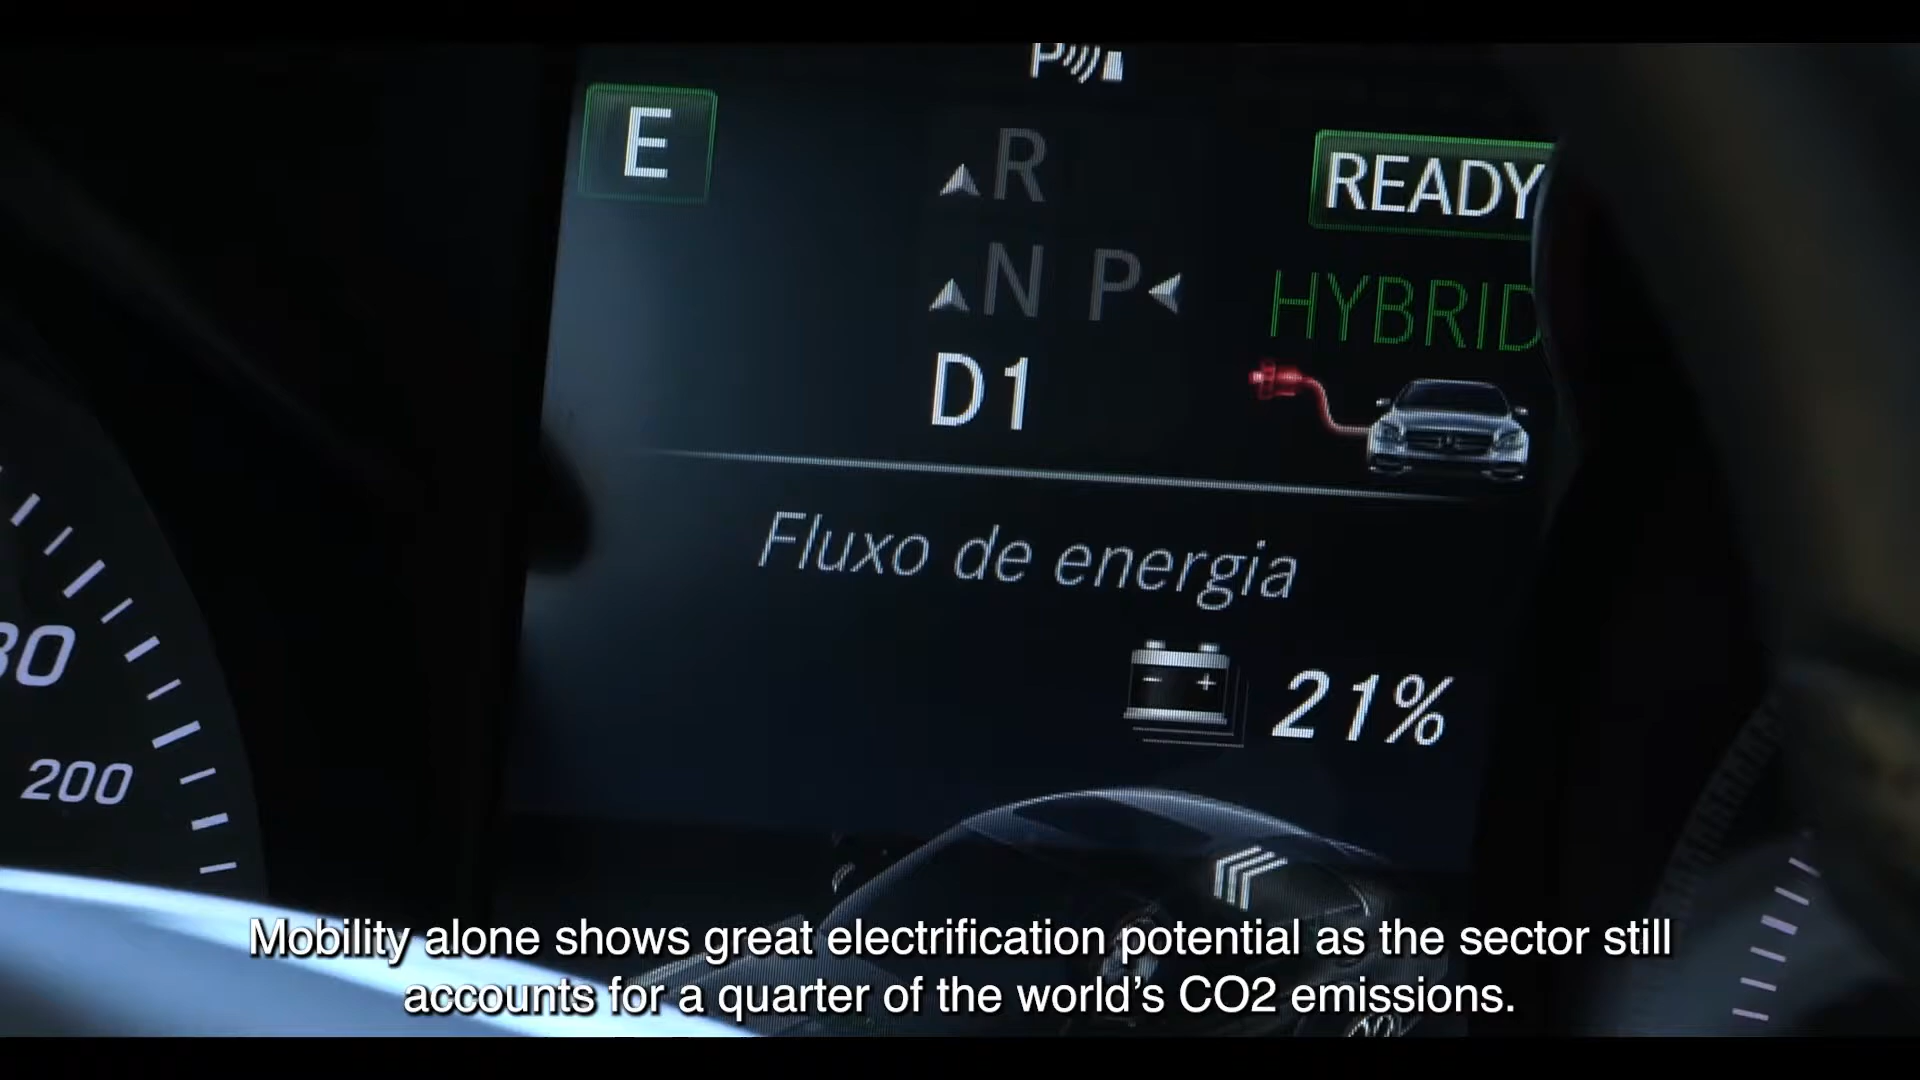 P
E
R
READY
N P
HYBRID
D1
Fluxo de energia
21%
200
Mobility alone shows great electrification potential as the sector still
accounts for a quarter of the world's CO2 emissions.